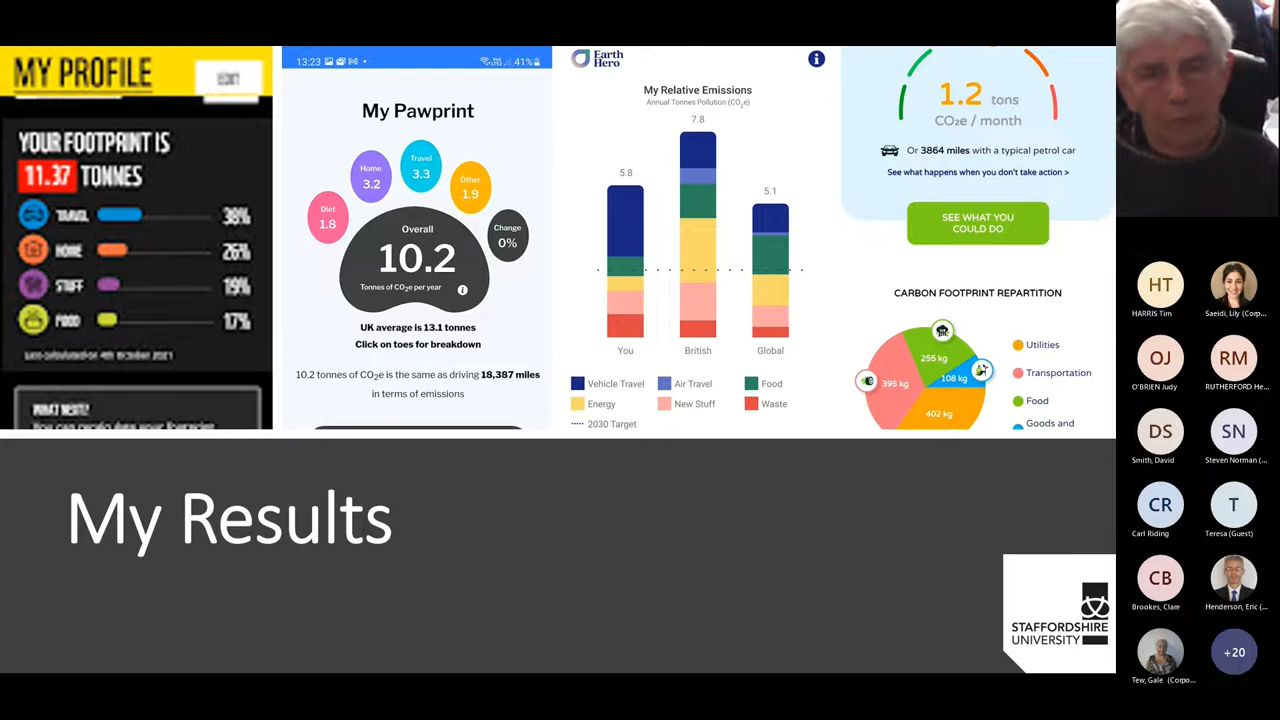 MY PROFILE
EDIT
YOUR FOOTPRINT IS
11.37 TONNES
TRAVEL 38%
HOME 26%
STUFF 19%
FOOD 17%
Last calculated on 4th October 2021
WHAT NEXT?
13:23
41%
My Pawprint
Diet
1.8
Home
3.2
Travel
3.3
Other
1.9
Change
0%
Overall
10.2
Tonnes of CO₂e per year
UK average is 13.1 tonnes
Click on toes for breakdown
10.2 tonnes of CO₂e is the same as driving 18,387 miles
in terms of emissions
Earth
Hero
My Relative Emissions
Annual Tonnes Pollution (CO₂e)
5.8
7.8
5.1
You
British
Global
Vehicle Travel
Air Travel
Food
Energy
New Stuff
Waste
2030 Target
1.2 tons
CO₂e / month
Or 3864 miles with a typical petrol car
See what happens when you don't take action >
SEE WHAT YOU
COULD DO
CARBON FOOTPRINT REPARTITION
255 kg
108 kg
395 kg
402 kg
Utilities
Transportation
Food
Goods and
My Results
STAFFORDSHIRE
UNIVERSITY
HT
HARRIS Tim
Saeidi, Lily (Corp...
OJ
O'BRIEN Judy
RM
RUTHERFORD He...
DS
Smith, David
SN
Steven Norman (...
CR
Carl Riding
T
Teresa (Guest)
CB
Brookes, Clare
Henderson, Eric (...
Tew, Gale (Corpo...
+20